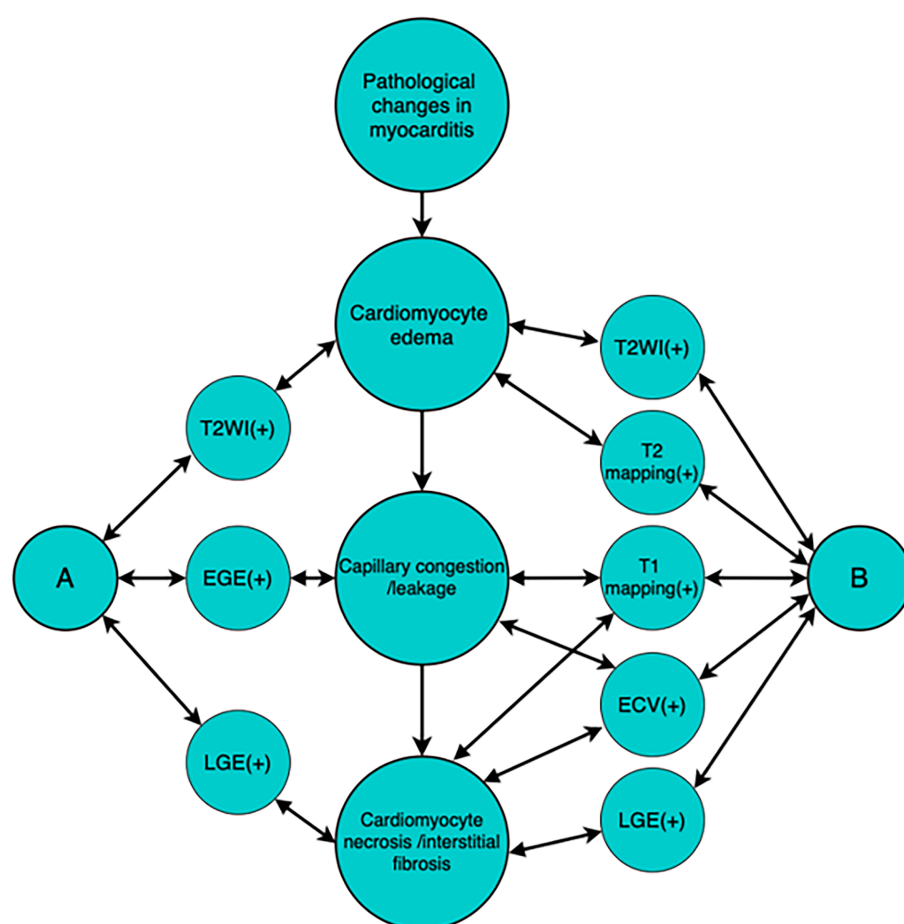 Pathological
changes in
myocarditis
Cardiomyocyte
edema
T2WI(+)
T2WI(+)
T2
mapping(+)
A
EGE(+)
Capillary congestion
/leakage
T1
mapping(+)
B
ECV(+)
LGE(+)
Cardiomyocyte
necrosis /interstitial
fibrosis
LGE(+)